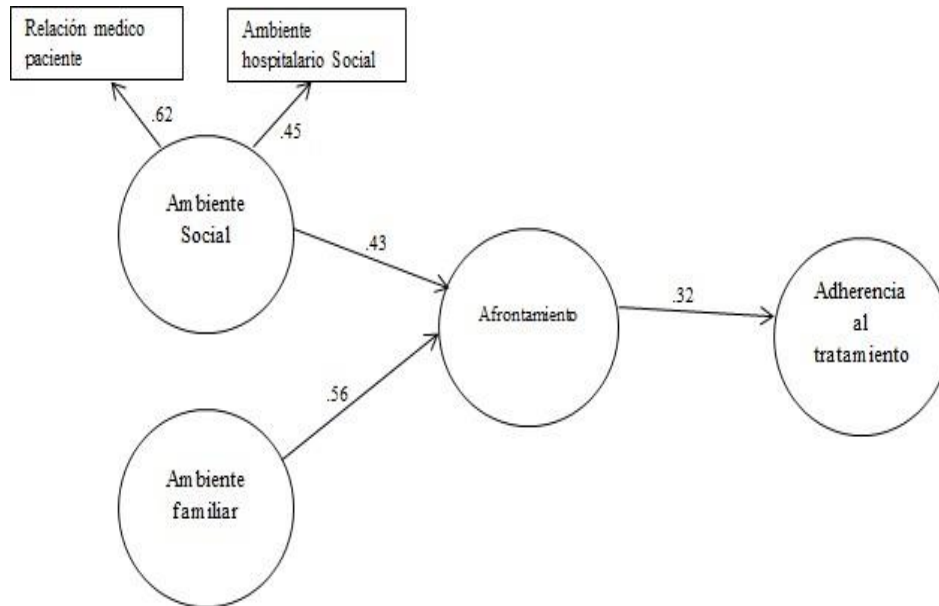 Relación medico
paciente
Ambiente
hospitalario Social
.62
.45
Ambiente
Social
.43
Afrontamiento
.32
Adherencia
al
tratamiento
.56
Ambiente
familiar